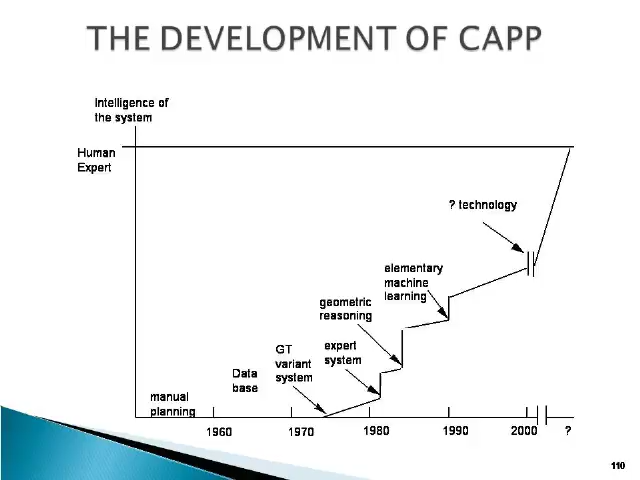 THE DEVELOPMENT OF CAPP
Intelligence of
the system
Human
Expert
? technology
elementary
machine
learning
geometric
reasoning
GT
variant
system
expert
system
Data
base
manual
planning
1960
1970
1980
1990
2000
?
110